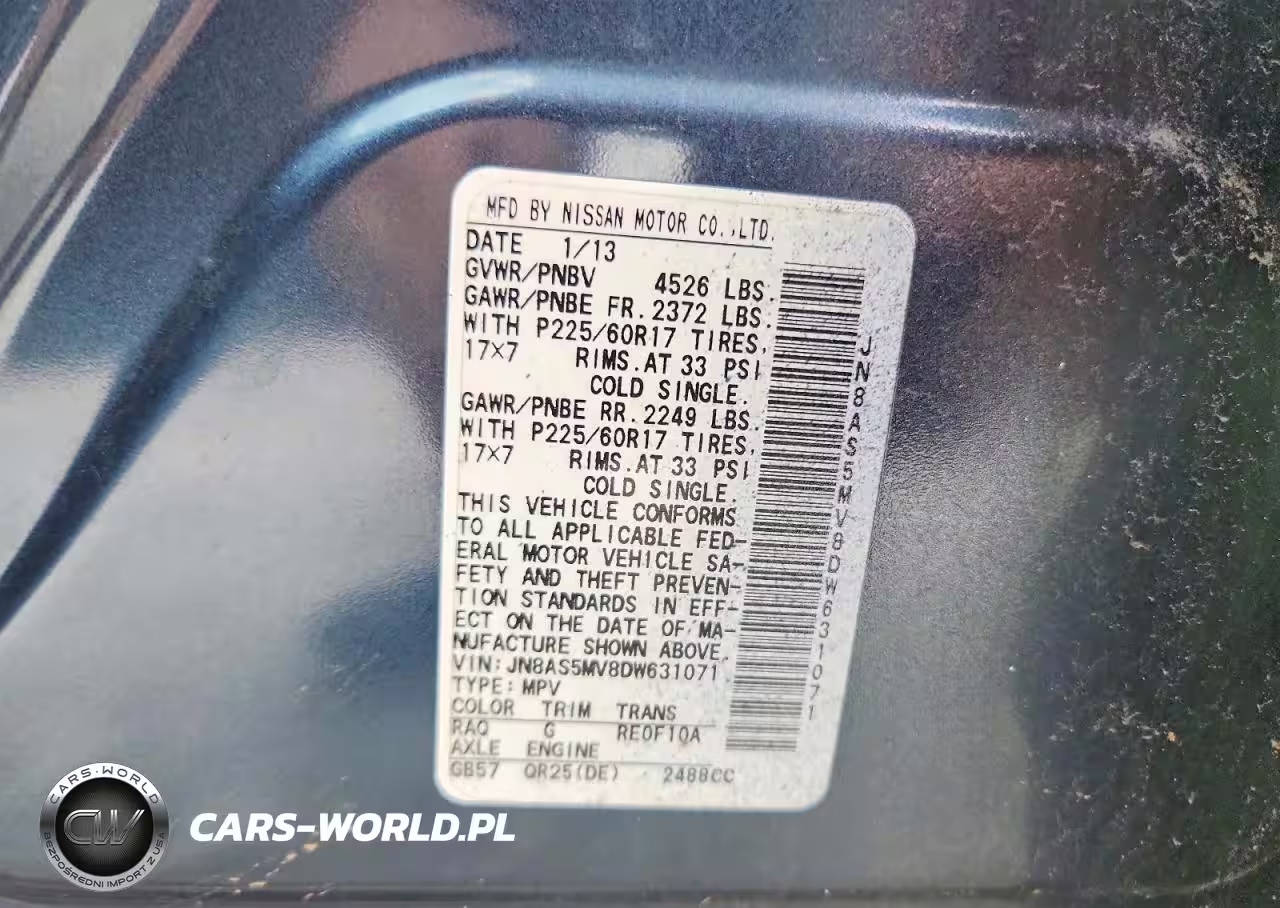 MFD BY NISSAN MOTOR CO.,LTD.
DATE 1/13
GVWR/PNBV 4526 LBS.
GAWR/PNBE FR. 2372 LBS.
WITH P225/60R17 TIRES,
17×7 RIMS. AT 33 PSI
COLD SINGLE.
GAWR/PNBE RR. 2249 LBS.
WITH P225/60R17 TIRES,
17×7 RIMS. AT 33 PSI
COLD SINGLE.
THIS VEHICLE CONFORMS
TO ALL APPLICABLE FED-
ERAL MOTOR VEHICLE SA-
FETY AND THEFT PREVEN-
TION STANDARDS IN EFF-
ECT ON THE DATE OF MA-
NUFACTURE SHOWN ABOVE.
VIN: JN8AS5MV8DW631071
TYPE: MPV
COLOR TRIM TRANS
RAQ G RE0F10A
AXLE ENGINE
GB57 QR25(DE) 2488CC
JN8AS5MV8DW631071
CARS-WORLD
CW
BEZPOŚREDNI IMPORT Z USA
CARS-WORLD.PL